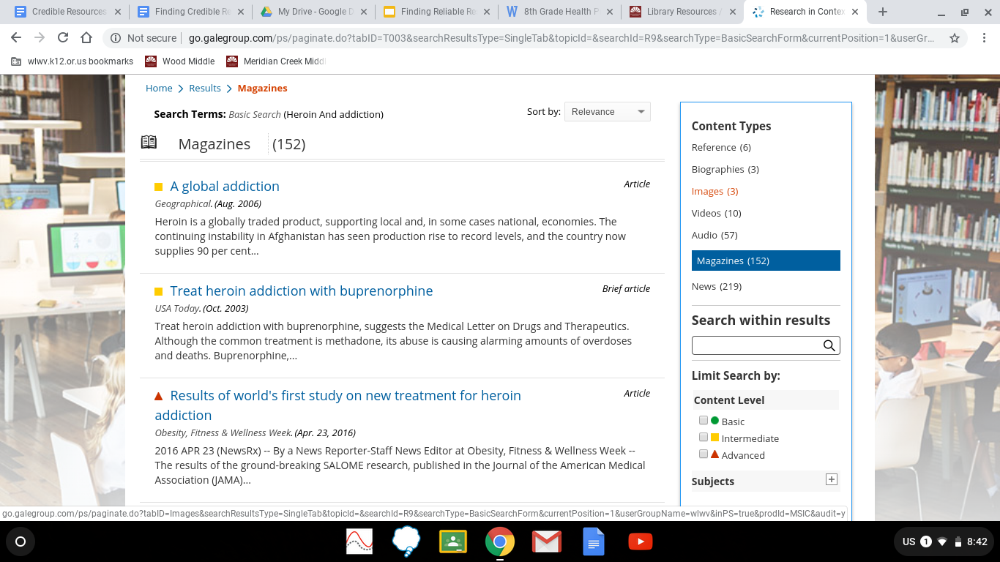 Credible Resources
Finding Credible Re
My Drive - Google D
Finding Reliable Re
8th Grade Health P
Library Resources /
Research in Contex
Not secure
go.galegroup.com/ps/paginate.do?tabID=T003&searchResultsType=SingleTab&topicId=&searchId=R9&searchType=BasicSearchForm&currentPosition=1&userGr...
wlwv.k12.or.us bookmarks
Wood Middle
Meridian Creek Middl
Home > Results > Magazines
Search Terms: Basic Search (Heroin And addiction)
Sort by: Relevance
Magazines (152)
A global addiction
Article
Geographical. (Aug. 2006)
Heroin is a globally traded product, supporting local and, in some cases national, economies. The
continuing instability in Afghanistan has seen production rise to record levels, and the country now
supplies 90 per cent...
Treat heroin addiction with buprenorphine
Brief article
USA Today. (Oct. 2003)
Treat heroin addiction with buprenorphine, suggests the Medical Letter on Drugs and Therapeutics.
Although the common treatment is methadone, its abuse is causing alarming amounts of overdoses
and deaths. Buprenorphine,...
Results of world's first study on new treatment for heroin
addiction
Article
Obesity, Fitness & Wellness Week. (Apr. 23, 2016)
2016 APR 23 (NewsRx) -- By a News Reporter-Staff News Editor at Obesity, Fitness & Wellness Week --
The results of the ground-breaking SALOME research, published in the Journal of the American Medical
Association (JAMA)...
Content Types
Reference (6)
Biographies (3)
Images (3)
Videos (10)
Audio (57)
Magazines (152)
News (219)
Search within results
Limit Search by:
Content Level
Basic
Intermediate
Advanced
Subjects
go.galegroup.com/ps/paginate.do?tabID=Images&searchResultsType=SingleTab&topicId=&searchId=R9&searchType=BasicSearchForm&currentPosition=1&userGroupName=wlwv&inPS=true&prodId=MSIC&audit=y
US 1 8:42